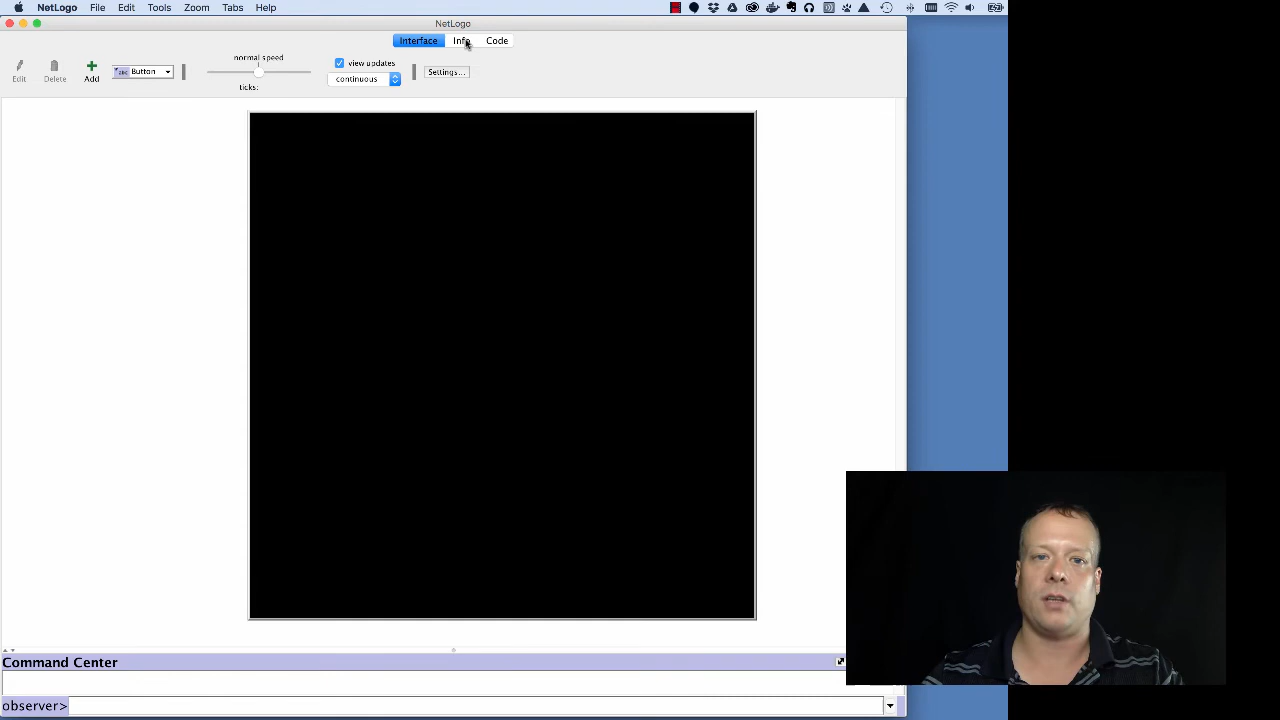 NetLogo File Edit Tools Zoom Tabs Help
NetLogo
Interface Info Code
Edit Delete Add Button normal speed view updates
continuous Settings...
ticks:
Command Center
observer>